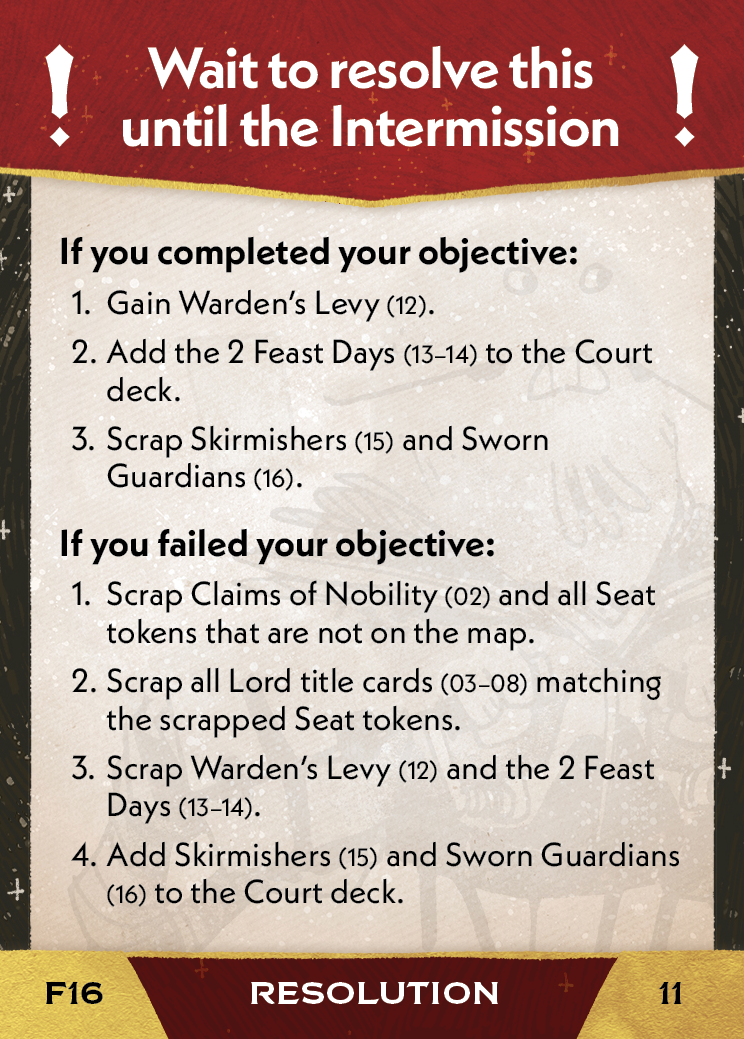 ! Wait to resolve this !
until the Intermission
If you completed your objective:
1. Gain Warden's Levy (12).
2. Add the 2 Feast Days (13–14) to the Court
deck.
3. Scrap Skirmishers (15) and Sworn
Guardians (16).
If you failed your objective:
1. Scrap Claims of Nobility (02) and all Seat
tokens that are not on the map.
2. Scrap all Lord title cards (03–08) matching
the scrapped Seat tokens.
3. Scrap Warden's Levy (12) and the 2 Feast
Days (13–14).
4. Add Skirmishers (15) and Sworn Guardians
(16) to the Court deck.
F16 RESOLUTION 11